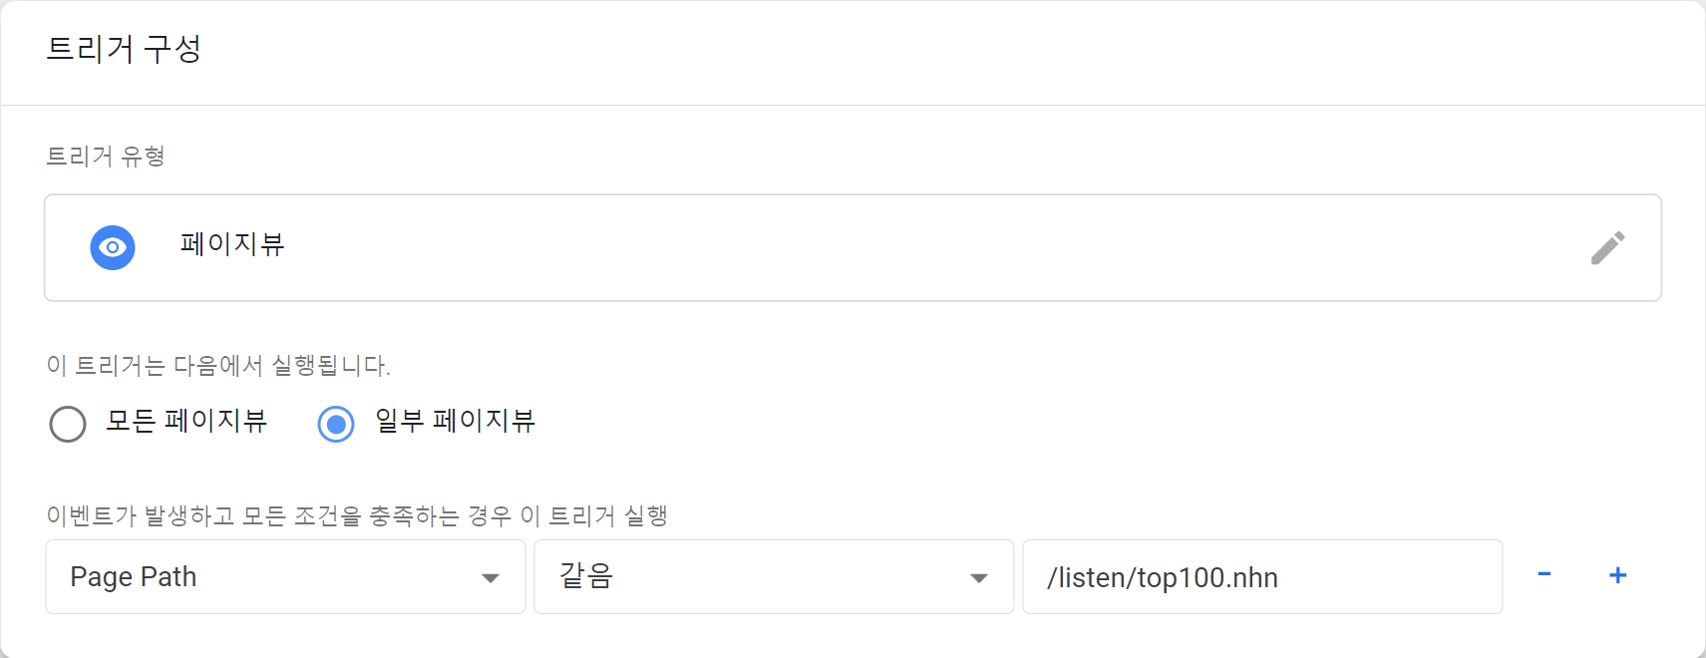 트리거 구성
트리거 유형
페이지뷰
이 트리거는 다음에서 실행됩니다.
모든 페이지뷰 일부 페이지뷰
이벤트가 발생하고 모든 조건을 충족하는 경우 이 트리거 실행
Page Path 같음 /listen/top100.nhn - +